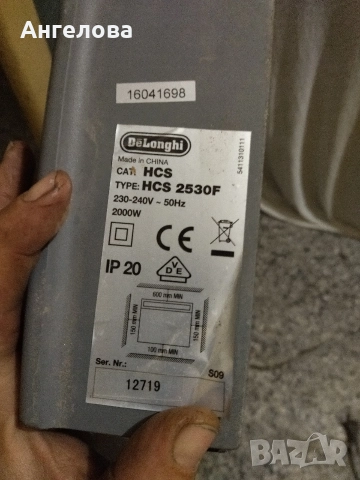 Ангелова
16041698
DeLonghi
Made in CHINA
CAT: HCS
TYPE: HCS 2530F
230-240V ~ 50Hz
2000W
5411310111
CE
IP 20
VDE
600 mm MIN
150 mm MIN
150 mm MIN
100 mm MIN
Ser. Nr.:
S09
12719
BAZAR